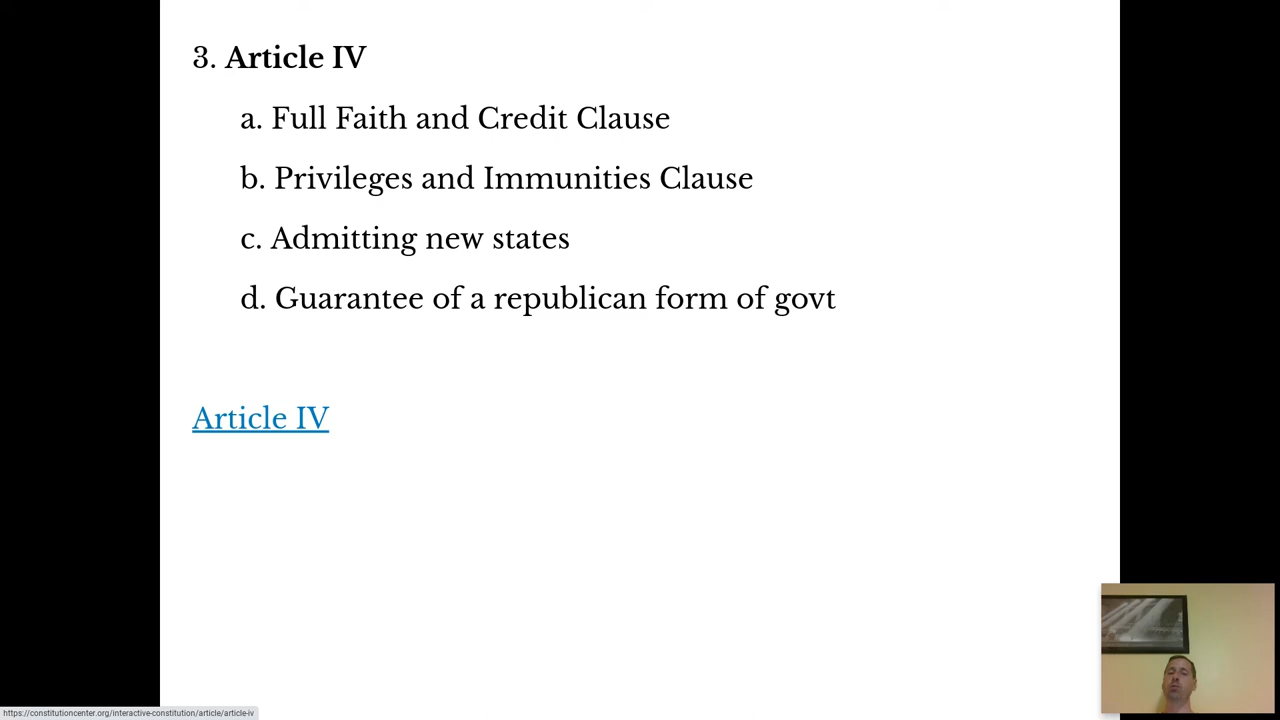 3. Article IV
a. Full Faith and Credit Clause
b. Privileges and Immunities Clause
c. Admitting new states
d. Guarantee of a republican form of govt
Article IV
https://constitutioncenter.org/interactive-constitution/article/article-iv